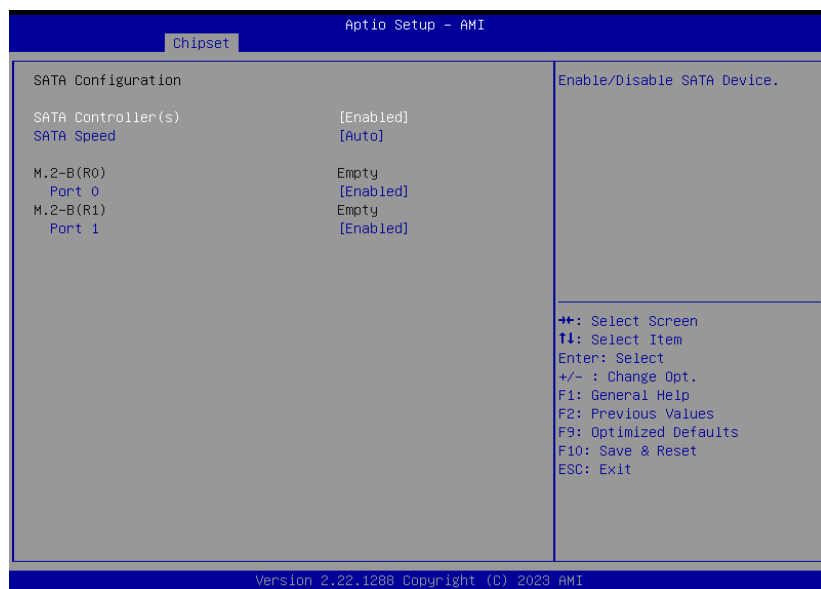 Aptio Setup – AMI
Chipset
SATA Configuration
SATA Controller(s) [Enabled]
SATA Speed [Auto]
M.2–B(R0) Empty
Port 0 [Enabled]
M.2–B(R1) Empty
Port 1 [Enabled]
Enable/Disable SATA Device.
→←: Select Screen
↑↓: Select Item
Enter: Select
+/– : Change Opt.
F1: General Help
F2: Previous Values
F9: Optimized Defaults
F10: Save & Reset
ESC: Exit
Version 2.22.1288 Copyright (C) 2023 AMI